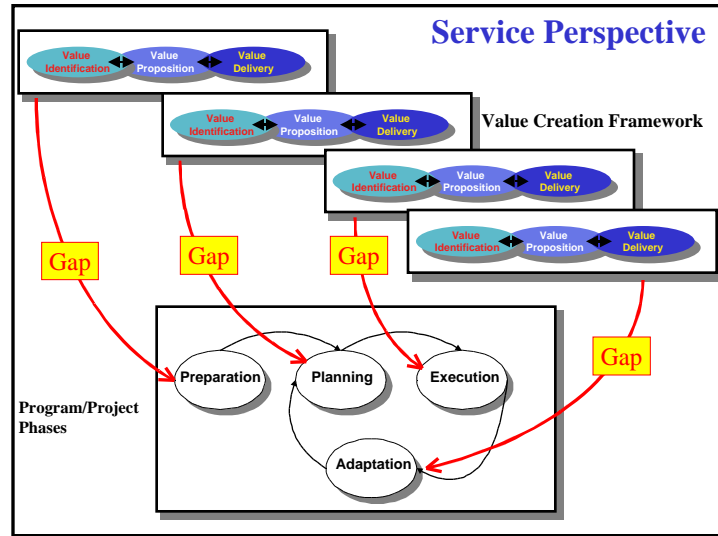 Service Perspective
Value
Identification
Value
Proposition
Value
Delivery
Value
Identification
Value
Proposition
Value
Delivery
Value Creation Framework
Value
Identification
Value
Proposition
Value
Delivery
Value
Identification
Value
Proposition
Value
Delivery
Gap
Gap
Gap
Gap
Preparation
Planning
Execution
Program/Project
Phases
Adaptation